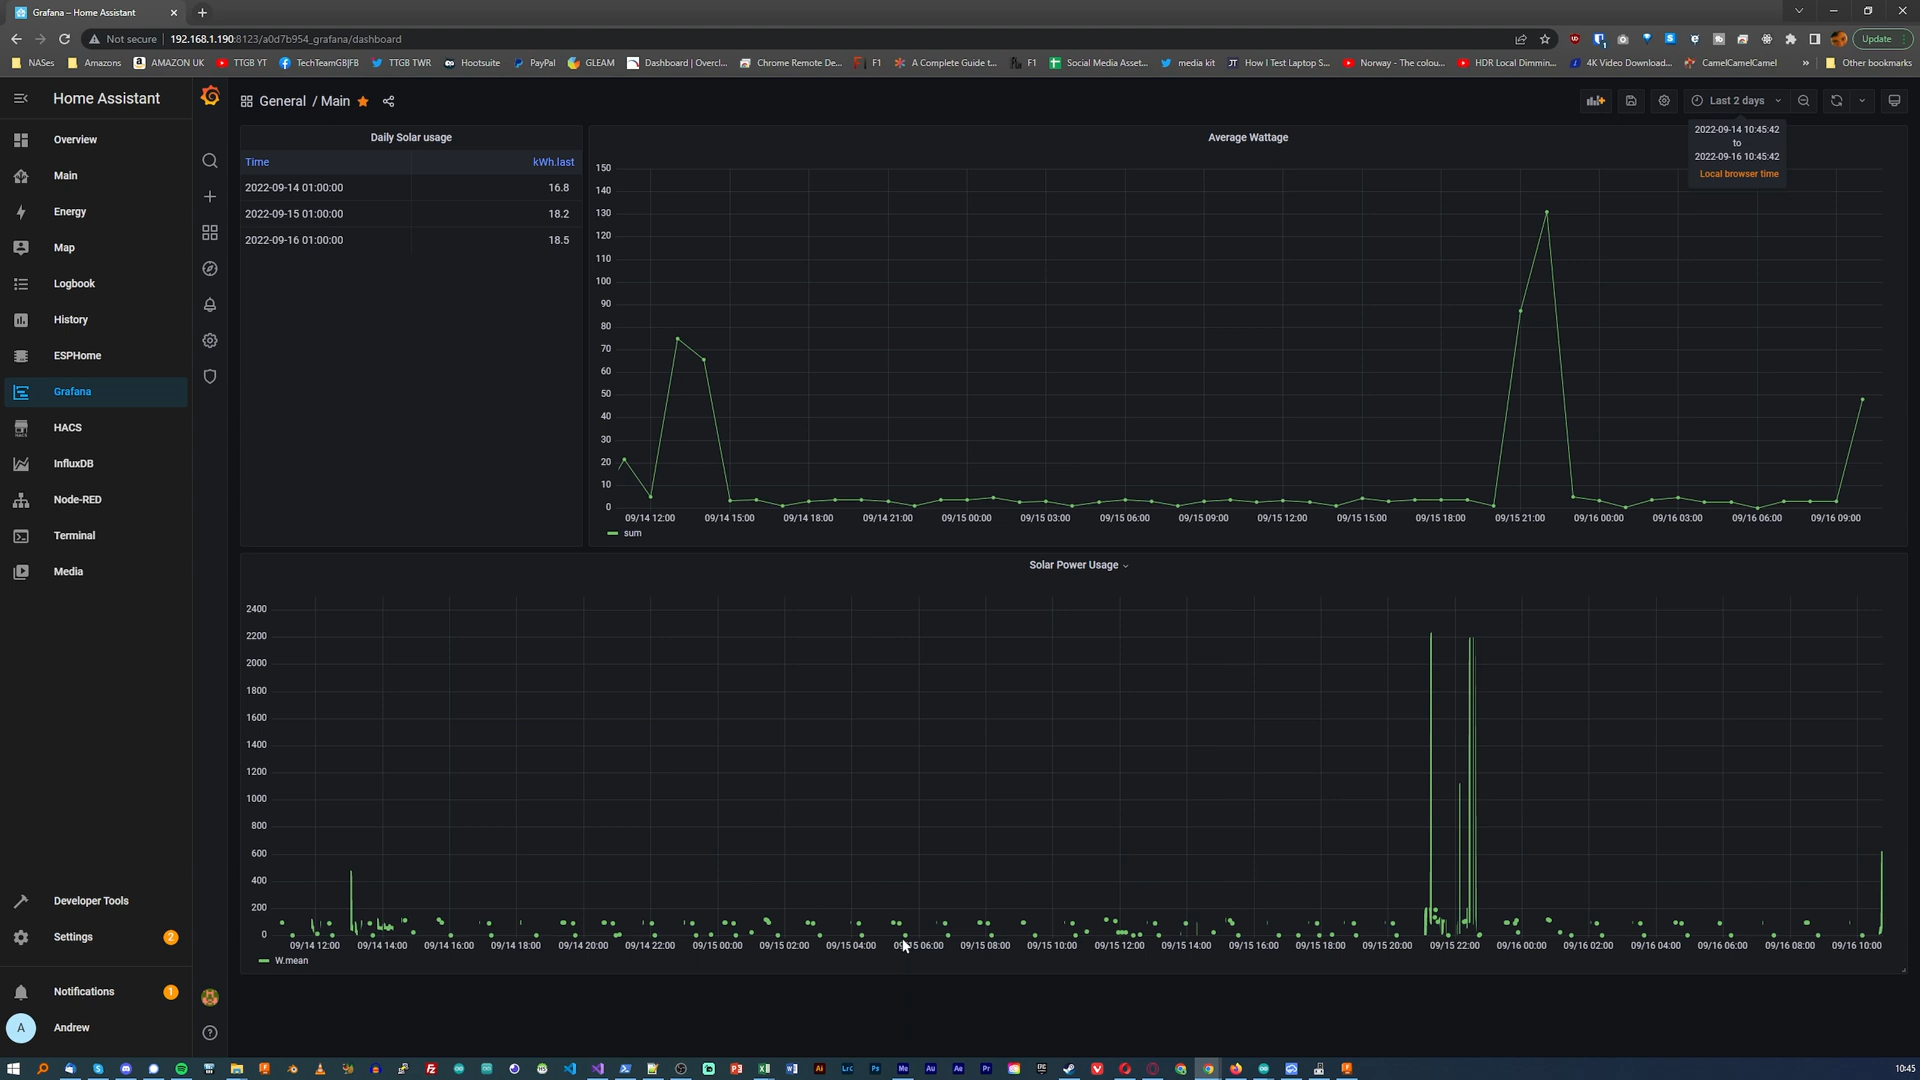 Grafana – Home Assistant
Not secure 192.168.1.190:8123/a0d7b954_grafana/dashboard
Update
NASes Amazons AMAZON UK TTGB YT TechTeamGB|FB TTGB TWR Hootsuite PayPal GLEAM Dashboard | Overcl... Chrome Remote De... F1 A Complete Guide t... F1 Social Media Asset... media kit How I Test Laptop S... Norway - The colou... HDR Local Dimmin... 4K Video Download... CamelCamelCamel » Other bookmarks
Home Assistant
Overview
Main
Energy
Map
Logbook
History
ESPHome
Grafana
HACS
InfluxDB
Node-RED
Terminal
Media
Developer Tools
Settings 2
Notifications 1
A Andrew
General / Main
Last 2 days
2022-09-14 10:45:42
to
2022-09-16 10:45:42
Local browser time
Daily Solar usage
Time kWh.last
2022-09-14 01:00:00 16.8
2022-09-15 01:00:00 18.2
2022-09-16 01:00:00 18.5
Average Wattage
150
140
130
120
110
100
90
80
70
60
50
40
30
20
10
0
09/14 12:00 09/14 15:00 09/14 18:00 09/14 21:00 09/15 00:00 09/15 03:00 09/15 06:00 09/15 09:00 09/15 12:00 09/15 15:00 09/15 18:00 09/15 21:00 09/16 00:00 09/16 03:00 09/16 06:00 09/16 09:00
sum
Solar Power Usage
2400
2200
2000
1800
1600
1400
1200
1000
800
600
400
200
0
09/14 12:00 09/14 14:00 09/14 16:00 09/14 18:00 09/14 20:00 09/14 22:00 09/15 00:00 09/15 02:00 09/15 04:00 09/15 06:00 09/15 08:00 09/15 10:00 09/15 12:00 09/15 14:00 09/15 16:00 09/15 18:00 09/15 20:00 09/15 22:00 09/16 00:00 09/16 02:00 09/16 04:00 09/16 06:00 09/16 08:00 09/16 10:00
W.mean
10:45